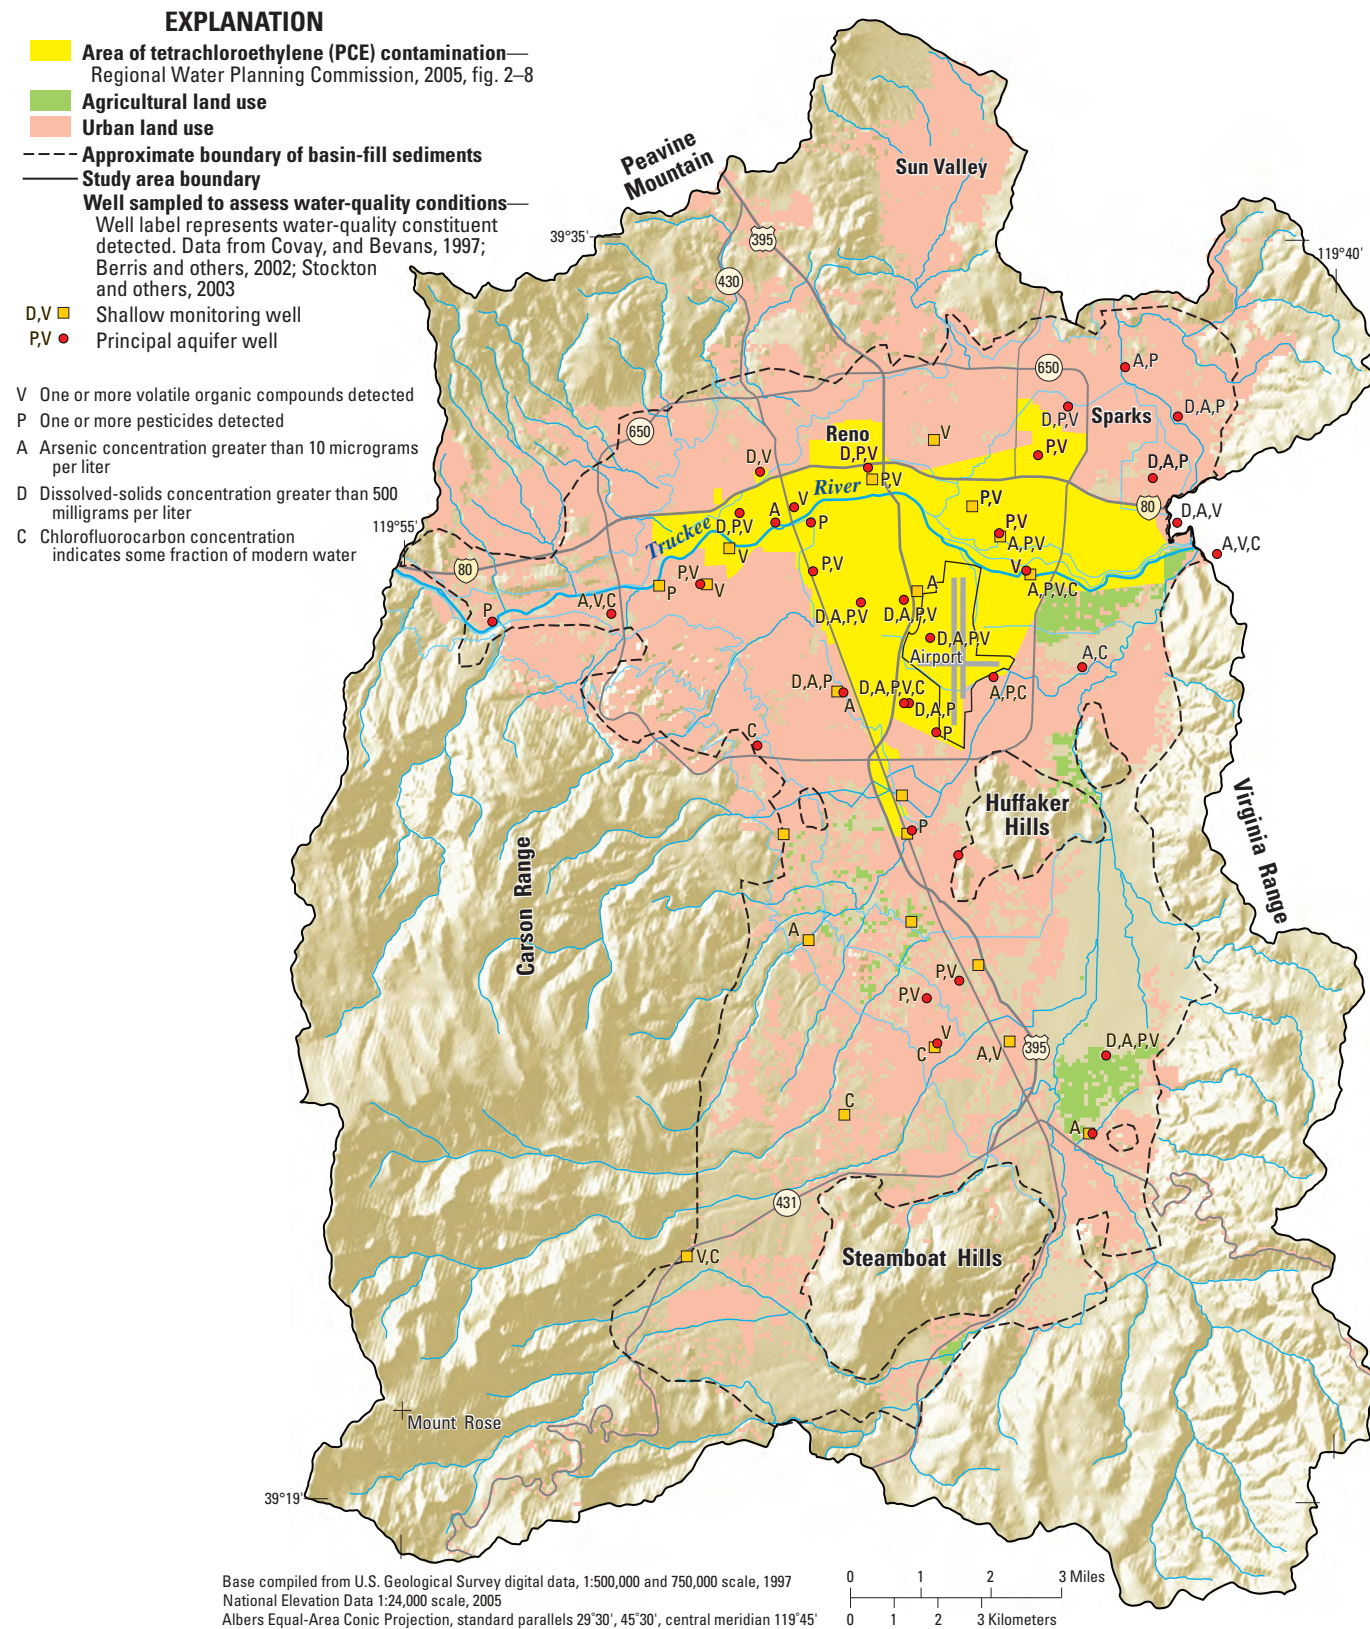 EXPLANATION
Area of tetrachloroethylene (PCE) contamination—
Regional Water Planning Commission, 2005, fig. 2–8
Agricultural land use
Urban land use
Approximate boundary of basin-fill sediments
Study area boundary
Well sampled to assess water-quality conditions—
Well label represents water-quality constituent
detected. Data from Covay, and Bevans, 1997;
Berris and others, 2002; Stockton
and others, 2003
D,V Shallow monitoring well
P,V Principal aquifer well
V One or more volatile organic compounds detected
P One or more pesticides detected
A Arsenic concentration greater than 10 micrograms
per liter
D Dissolved-solids concentration greater than 500
milligrams per liter
C Chlorofluorocarbon concentration
indicates some fraction of modern water
Peavine
Mountain
Sun Valley
39°35'
395
119°40'
430
650
A,P
D,P,V
Sparks
D,A,P
650
Reno
V
P,V
D,V
D,P,V
D,A,P
P,V
River
P,V
80
V
D,A,V
119°55'
Truckee
D,P,V
A
P
P,V
A,P,V
A,V,C
V
80
P,V
V
P
P,V
V
A
A,P,V,C
P
A,V,C
D,A,P,V
D,A,P,V
D,A,P,V
Airport
A,C
D,A,P
A
D,A,P,V,C
D,A,P
A,P,C
P
C
Huffaker
Hills
P
Virginia Range
Carson Range
A
P,V
P,V
V
C
A,V
395
D,A,P,V
C
A
431
V,C
Steamboat Hills
Mount Rose
39°19'
Base compiled from U.S. Geological Survey digital data, 1:500,000 and 750,000 scale, 1997
National Elevation Data 1:24,000 scale, 2005
Albers Equal-Area Conic Projection, standard parallels 29°30', 45°30', central meridian 119°45'
0 1 2 3 Miles
0 1 2 3 Kilometers